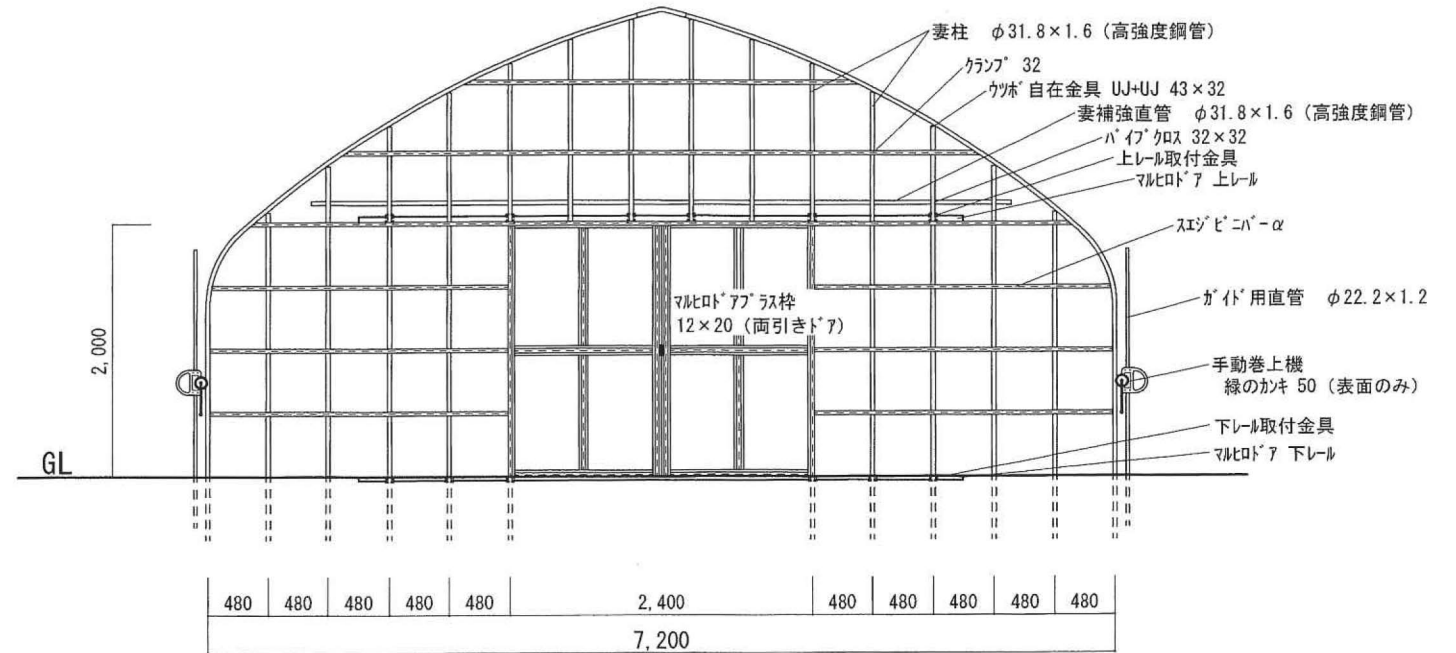 妻柱 φ31.8×1.6 (高強度鋼管)
クランプ 32
ウツボ自在金具 UJ+UJ 43×32
妻補強直管 φ31.8×1.6 (高強度鋼管)
パイプクロス 32×32
上レール取付金具
マルヒロドア 上レール
スエジビニバーα
マルヒロドアプラス枠
12×20 (両引きドア)
ガイド用直管 φ22.2×1.2
2,000
手動巻上機
緑のカンキ 50 (表面のみ)
下レール取付金具
マルヒロドア 下レール
GL
480 480 480 480 480 2,400 480 480 480 480 480
7,200